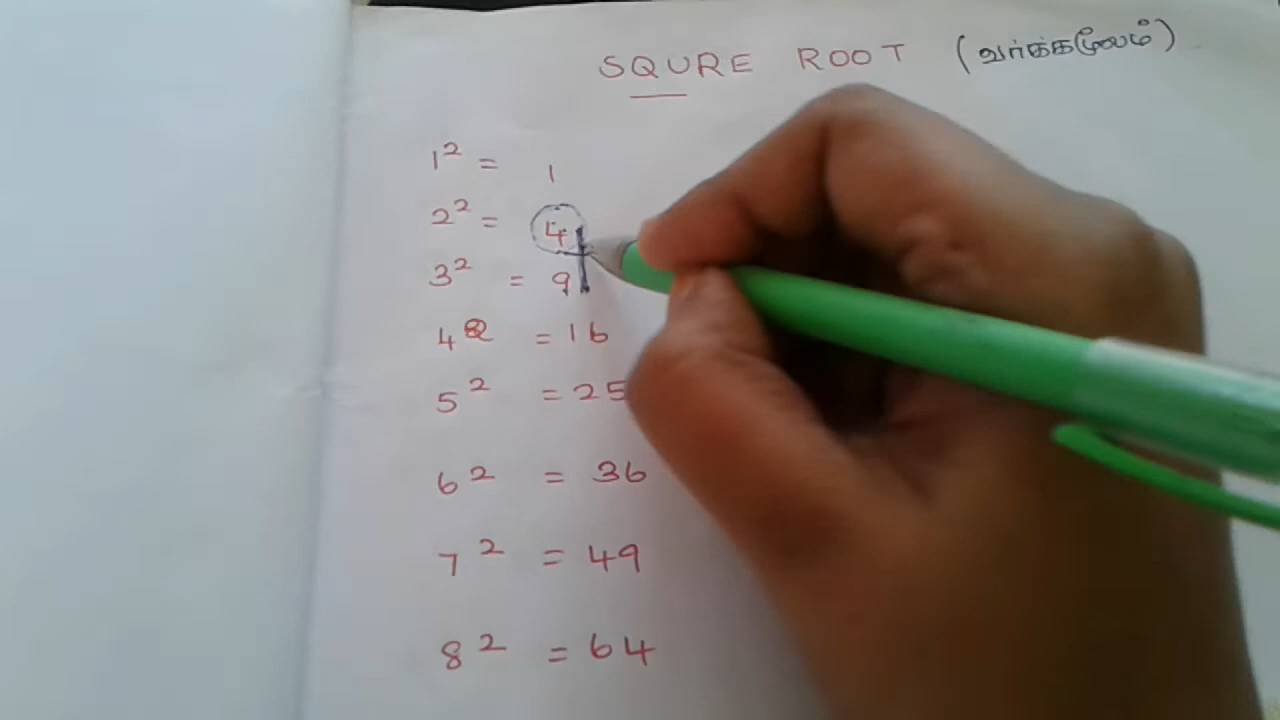 SQURE ROOT (வர்க்கமூலம்)
1² = 1
2² = 4
3² = 9
4² = 16
5² = 25
6² = 36
7² = 49
8² = 64